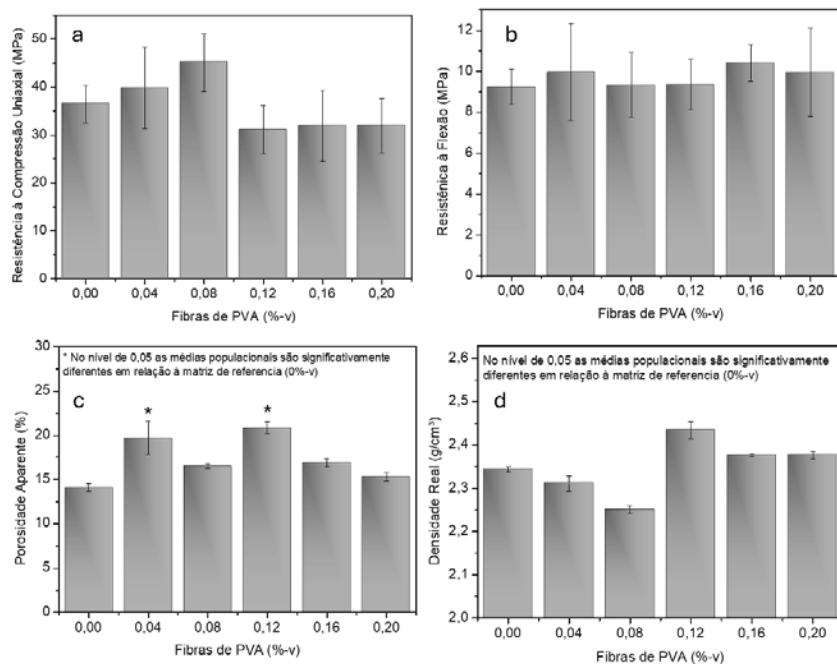 a
Resistência à Compressão Uniaxial (MPa)
50
40
30
20
10
0
0,00 0,04 0,08 0,12 0,16 0,20
Fibras de PVA (%-v)
b
Resistênica à Flexão (MPa)
12
10
8
6
4
2
0
0,00 0,04 0,08 0,12 0,16 0,20
Fibras de PVA (%-v)
* No nível de 0,05 as médias populacionais são significativamente
diferentes em relação à matriz de referencia (0%-v)
c
* *
Porosidade Aparente (%)
30
25
20
15
10
5
0
0,00 0,04 0,08 0,12 0,16 0,20
Fibras de PVA (%-v)
No nível de 0,05 as médias populacionais são significativamente
diferentes em relação à matriz de referencia (0%-v)
d
Densidade Real (g/cm³)
2,6
2,5
2,4
2,3
2,2
2,1
2,0
0,00 0,04 0,08 0,12 0,16 0,20
Fibras de PVA (%-v)